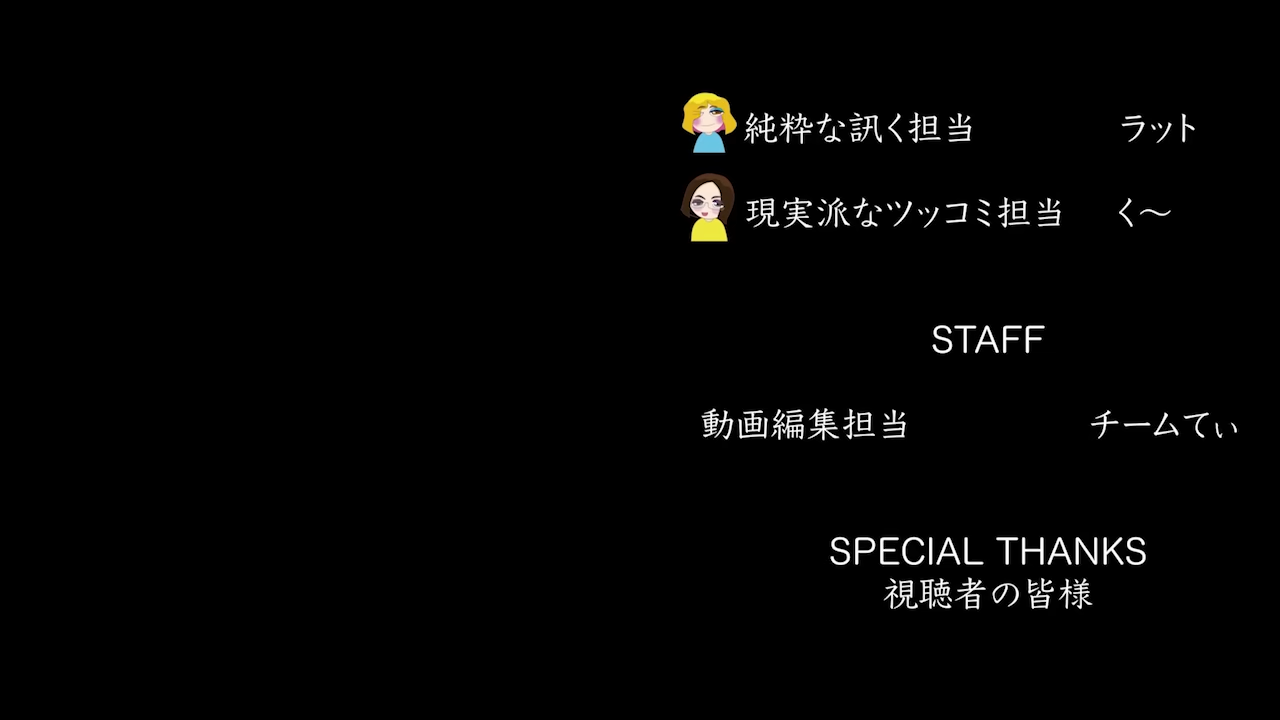 純粋な訊く担当 ラット
現実派なツッコミ担当 く～
STAFF
動画編集担当 チームてぃ
SPECIAL THANKS
視聴者の皆様